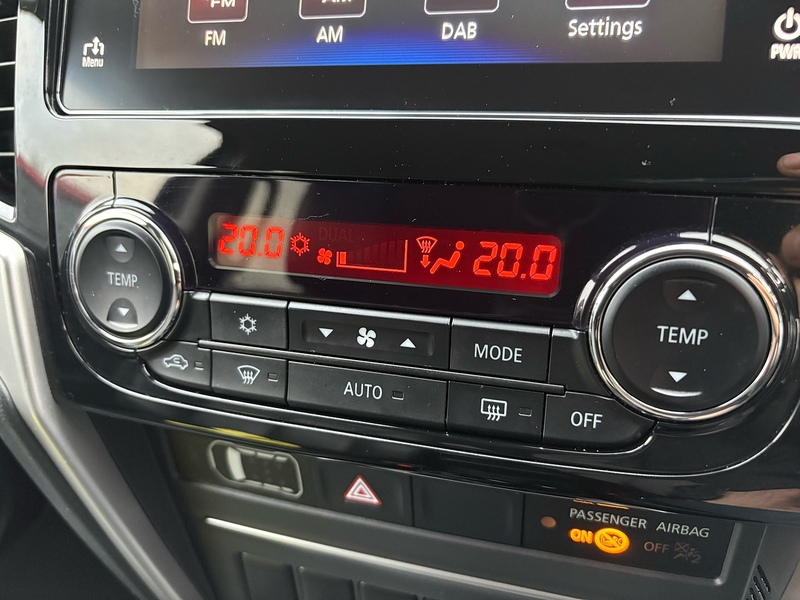 FM
FM
AM
DAB
Settings
Menu
PWR
20.0
DUAL
20.0
TEMP
TEMP
MODE
AUTO
OFF
PASSENGER AIRBAG
ON
OFF